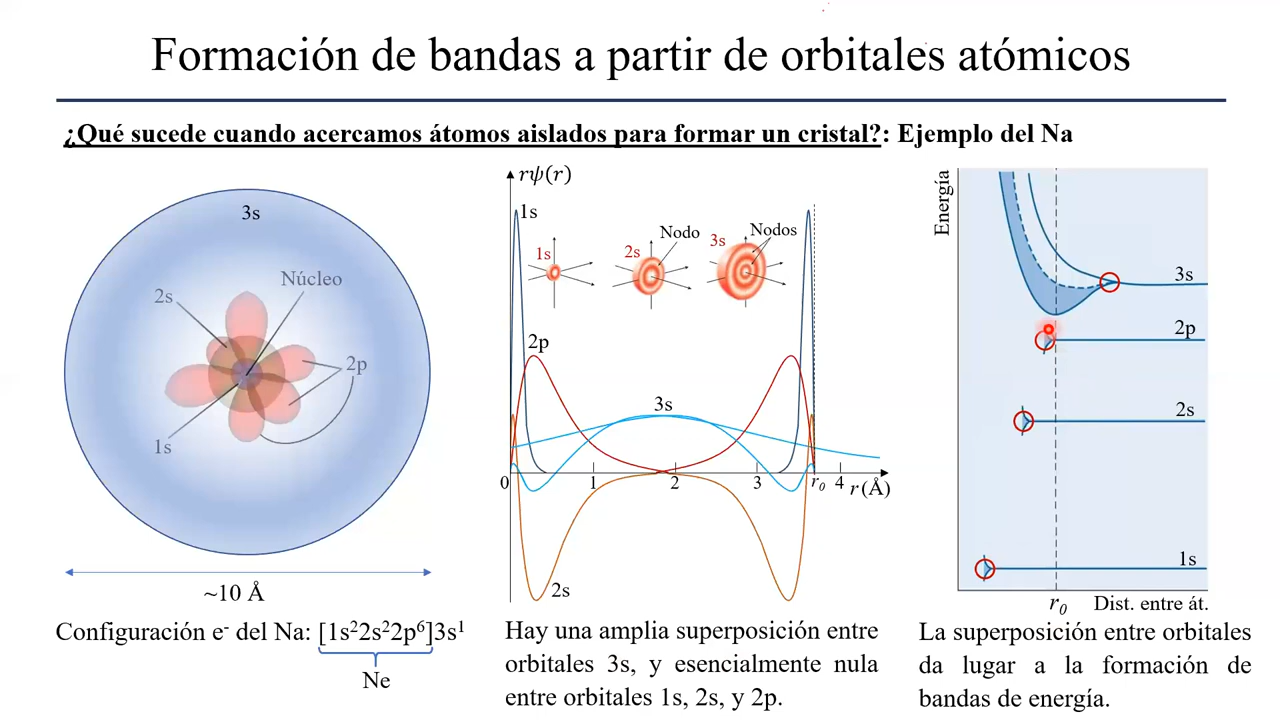 Formación de bandas a partir de orbitales atómicos
¿Qué sucede cuando acercamos átomos aislados para formar un cristal?: Ejemplo del Na
3s
Núcleo
2s
2p
1s
~10 Å
Configuración e⁻ del Na: [1s²2s²2p⁶]3s¹
Ne
rψ(r)
1s
1s
2s
Nodo
3s
Nodos
2p
3s
0 1 2 3 r₀ 4 r(Å)
2s
Hay una amplia superposición entre
orbitales 3s, y esencialmente nula
entre orbitales 1s, 2s, y 2p.
Energía
3s
2p
2s
1s
r₀ Dist. entre át.
La superposición entre orbitales
da lugar a la formación de
bandas de energía.